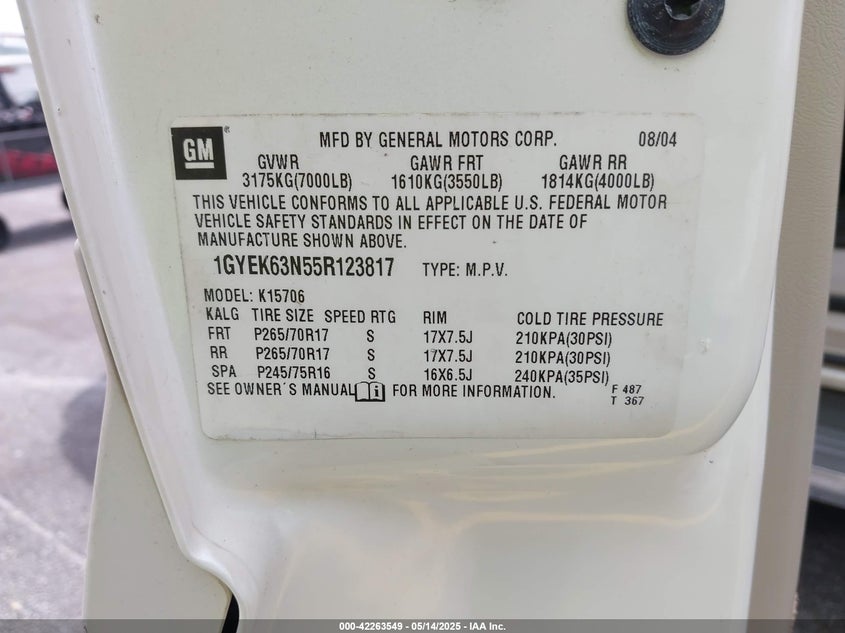 GM ®
MFD BY GENERAL MOTORS CORP. 08/04
GVWR GAWR FRT GAWR RR
3175KG(7000LB) 1610KG(3550LB) 1814KG(4000LB)
THIS VEHICLE CONFORMS TO ALL APPLICABLE U.S. FEDERAL MOTOR
VEHICLE SAFETY STANDARDS IN EFFECT ON THE DATE OF
MANUFACTURE SHOWN ABOVE.
1GYEK63N55R123817 TYPE: M.P.V.
MODEL: K15706
KALG TIRE SIZE SPEED RTG RIM COLD TIRE PRESSURE
FRT P265/70R17 S 17X7.5J 210KPA(30PSI)
RR P265/70R17 S 17X7.5J 210KPA(30PSI)
SPA P245/75R16 S 16X6.5J 240KPA(35PSI)
SEE OWNER´S MANUAL FOR MORE INFORMATION.
F 487
T 367
000-42263549 — 05/14/2025 — IAA Inc.